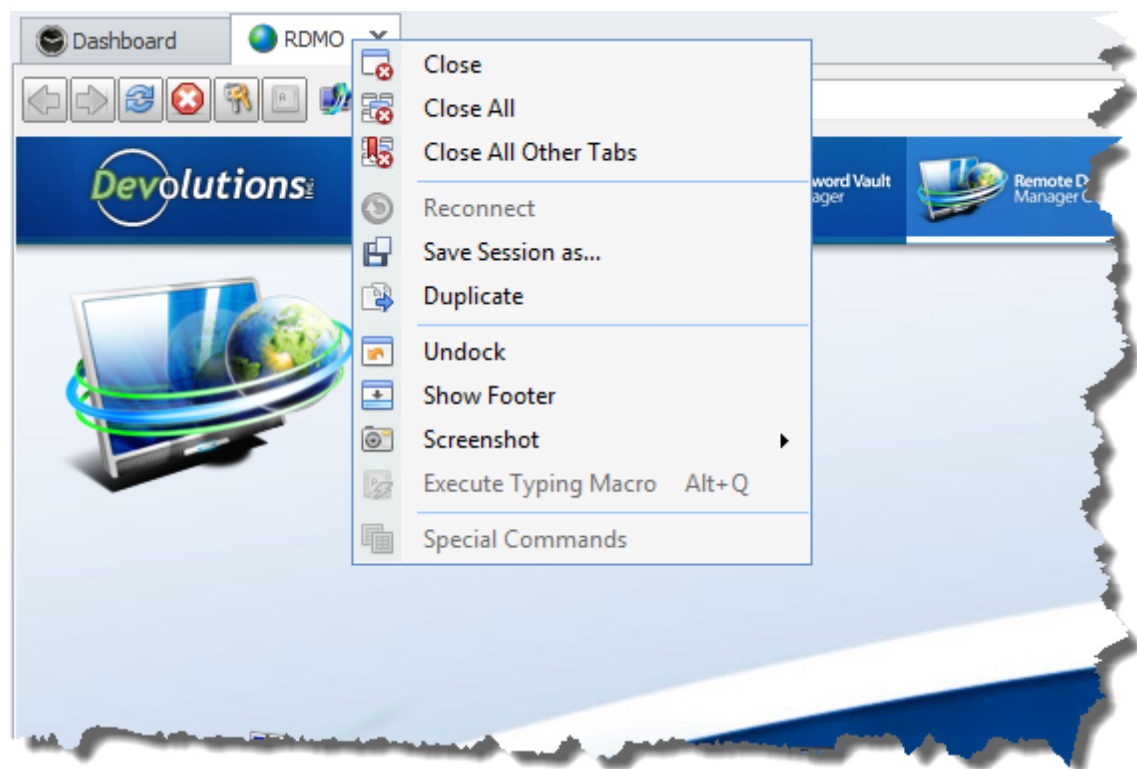 Dashboard
RDMO
Close
Close All
Close All Other Tabs
Reconnect
Save Session as...
Duplicate
Undock
Show Footer
Screenshot
Execute Typing Macro Alt+Q
Special Commands
Devolutions Inc.
word Vault
ager
Remote D
Manager